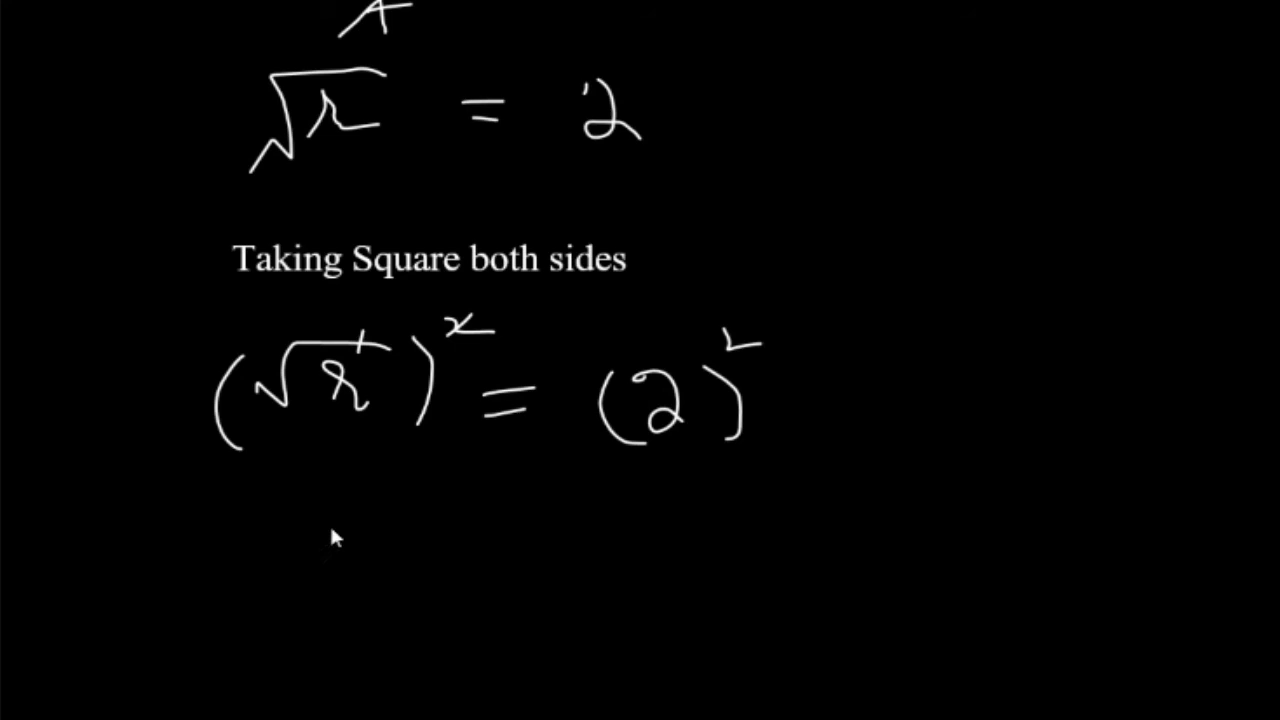 √r = 2
Taking Square both sides
(√r)² = (2)²